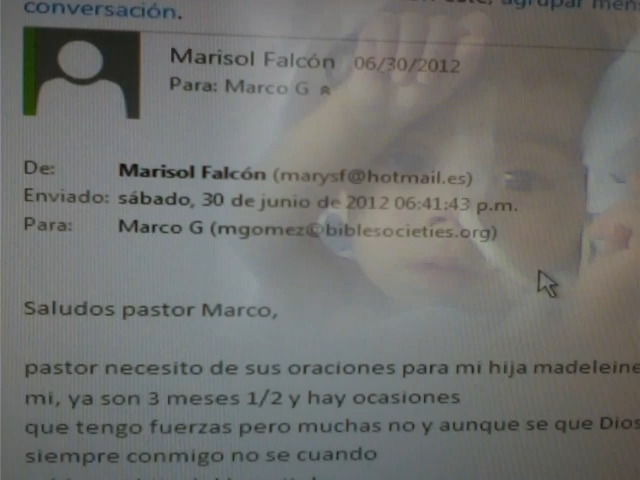 conversación.
agrupar
Marisol Falcón 06/30/2012
Para: Marco G
De: Marisol Falcón (marysf@hotmail.es)
Enviado: sábado, 30 de junio de 2012 06:41:43 p.m.
Para: Marco G (mgomez@biblesocieties.org)
Saludos pastor Marco,
pastor necesito de sus oraciones para mi hija madeleine
mi, ya son 3 meses 1/2 y hay ocasiones
que tengo fuerzas pero muchas no y aunque se que Dios
siempre conmigo no se cuando